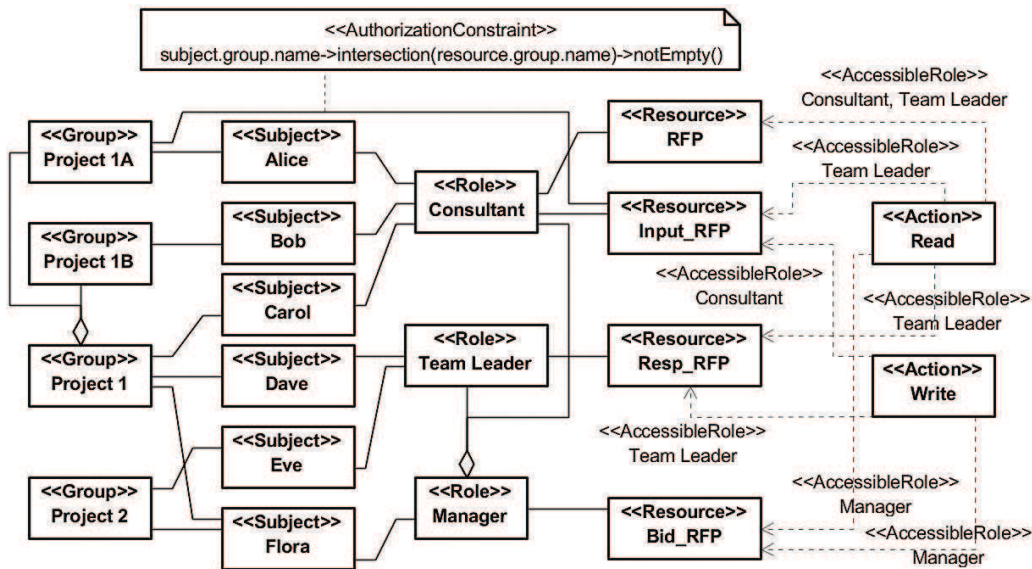 <<AuthorizationConstraint>>
subject.group.name->intersection(resource.group.name)->notEmpty()
<<AccessibleRole>>
Consultant, Team Leader
<<Group>>
Project 1A
<<Subject>>
Alice
<<Resource>>
RFP
<<AccessibleRole>>
Team Leader
<<Role>>
Consultant
<<Group>>
Project 1B
<<Subject>>
Bob
<<Resource>>
Input_RFP
<<Action>>
Read
<<Subject>>
Carol
<<AccessibleRole>>
Consultant
<<AccessibleRole>>
Team Leader
<<Group>>
Project 1
<<Subject>>
Dave
<<Role>>
Team Leader
<<Resource>>
Resp_RFP
<<Action>>
Write
<<Subject>>
Eve
<<AccessibleRole>>
Team Leader
<<Group>>
Project 2
<<Subject>>
Flora
<<Role>>
Manager
<<Resource>>
Bid_RFP
<<AccessibleRole>>
Manager
<<AccessibleRole>>
Manager